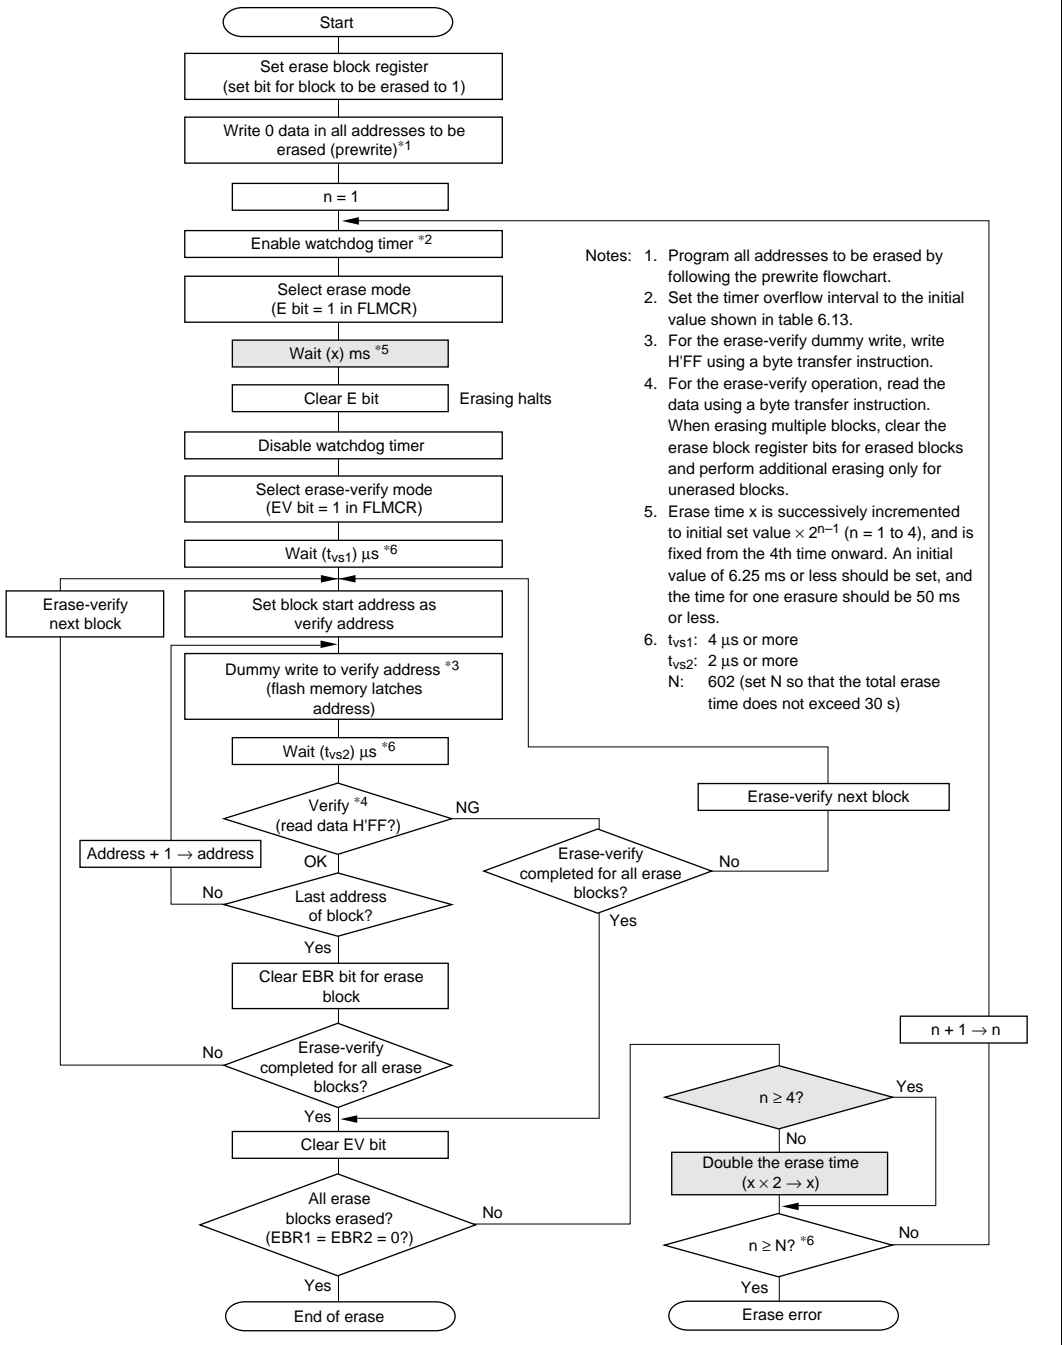 Start
Set erase block register
(set bit for block to be erased to 1)
Write 0 data in all addresses to be
erased (prewrite)*1
n = 1
Enable watchdog timer *2
Select erase mode
(E bit = 1 in FLMCR)
Wait (x) ms *5
Clear E bit
Erasing halts
Disable watchdog timer
Select erase-verify mode
(EV bit = 1 in FLMCR)
Wait (tvs1) μs *6
Erase-verify
next block
Set block start address as
verify address
Dummy write to verify address *3
(flash memory latches
address)
Wait (tvs2) μs *6
Verify *4
(read data H'FF?)
NG
OK
Address + 1 → address
No
Last address
of block?
Yes
Clear EBR bit for erase
block
No
Erase-verify
completed for all erase
blocks?
Yes
Clear EV bit
All erase
blocks erased?
(EBR1 = EBR2 = 0?)
No
Yes
End of erase
Notes: 1. Program all addresses to be erased by
following the prewrite flowchart.
2. Set the timer overflow interval to the initial
value shown in table 6.13.
3. For the erase-verify dummy write, write
H'FF using a byte transfer instruction.
4. For the erase-verify operation, read the
data using a byte transfer instruction.
When erasing multiple blocks, clear the
erase block register bits for erased blocks
and perform additional erasing only for
unerased blocks.
5. Erase time x is successively incremented
to initial set value × 2n–1 (n = 1 to 4), and is
fixed from the 4th time onward. An initial
value of 6.25 ms or less should be set, and
the time for one erasure should be 50 ms
or less.
6. tvs1: 4 μs or more
tvs2: 2 μs or more
N: 602 (set N so that the total erase
time does not exceed 30 s)
Erase-verify next block
Erase-verify
completed for all erase
blocks?
No
Yes
n + 1 → n
n ≥ 4?
Yes
No
Double the erase time
(x × 2 → x)
n ≥ N? *6
No
Yes
Erase error